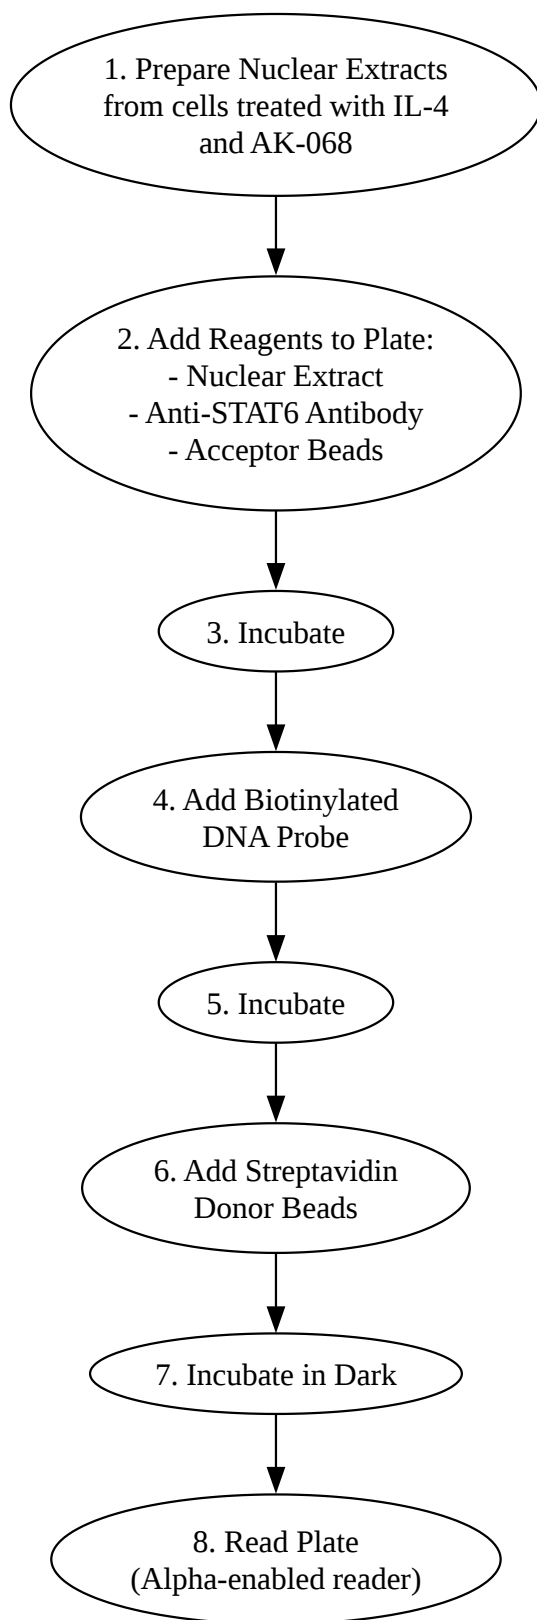 1. Prepare Nuclear Extracts
from cells treated with IL-4
and AK-068
2. Add Reagents to Plate:
- Nuclear Extract
- Anti-STAT6 Antibody
- Acceptor Beads
3. Incubate
4. Add Biotinylated
DNA Probe
5. Incubate
6. Add Streptavidin
Donor Beads
7. Incubate in Dark
8. Read Plate
(Alpha-enabled reader)